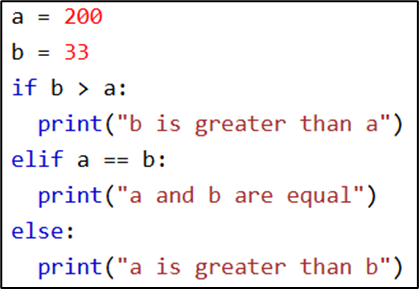 a = 200
b = 33
if b > a:
  print("b is greater than a")
elif a == b:
  print("a and b are equal")
else:
  print("a is greater than b")